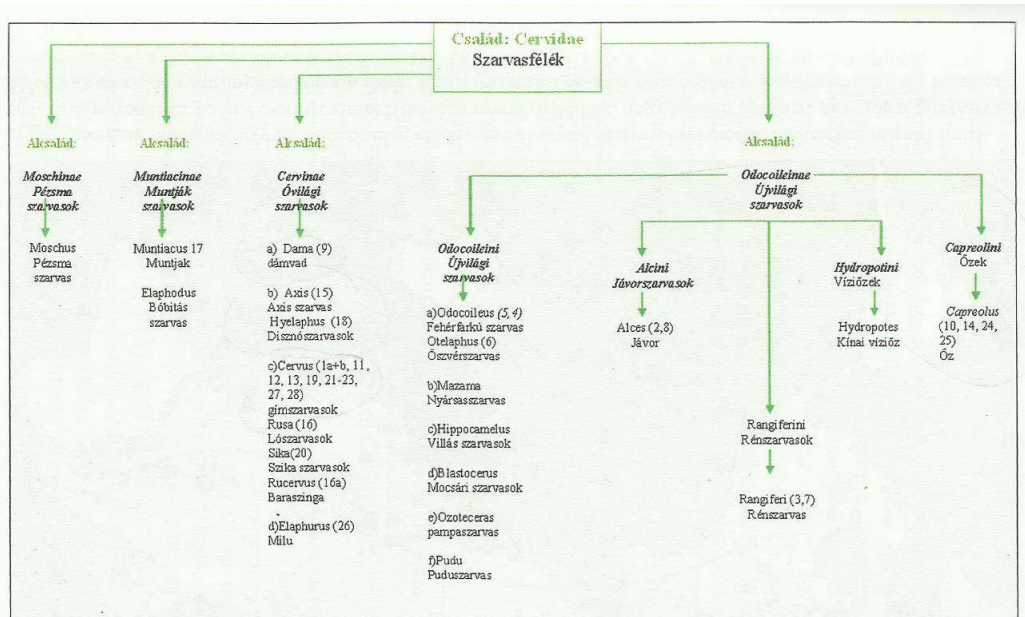 Család: Cervidae
Szarvasfélék
Alcsalád:
Moschinae
Pézsma
szarvasok
Moschus
Pézsma
szarvas
Alcsalád:
Muntiacinae
Muntják
szarvasok
Muntiacus 17
Muntjak
Elaphodus
Bóbitás
szarvas
Alcsalád:
Cervinae
Óvilági
szarvasok
a) Dama (9)
dámvad
b) Axis (15)
Axis szarvas
Hyelaphus (18)
Disznószarvasok
c)Cervus (1a+b, 11,
12, 13, 19, 21-23,
27, 28)
gímszarvasok
Rusa (16)
Lószarvasok
Sika(20)
Szika szarvasok
Rucervus (16a)
Baraszinga
d)Elaphurus (26)
Milu
Alcsalád:
Odocoileinae
Újvilági
szarvasok
Odocoileini
Újvilági
szarvasok
a)Odocoileus (5, 4)
Fehérfarkú szarvas
Otelaphus (6)
Öszvérszarvas
b)Mazama
Nyársasszarvas
c)Hippocamelus
Villás szarvasok
d)Blastocerus
Mocsári szarvasok
e)Ozoteceras
pampaszarvas
f)Pudu
Puduszarvas
Alcini
Jávorszarvasok
Alces (2,8)
Jávor
Rangiferini
Rénszarvasok
Rangiferi (3,7)
Rénszarvas
Hydropotini
Víziőzek
Hydropotes
Kínai víziőz
Capreolini
Őzek
Capreolus
(10, 14, 24,
25)
Őz